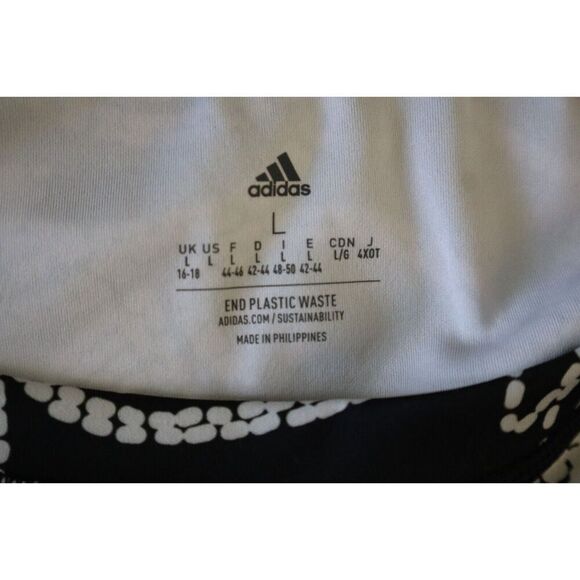 adidas
L
UK US F D I E CDN J
L L L L L L L/G 4XOT
16-18 44-46 42-44 48-50 42-44
END PLASTIC WASTE
ADIDAS.COM/SUSTAINABILITY
MADE IN PHILIPPINES